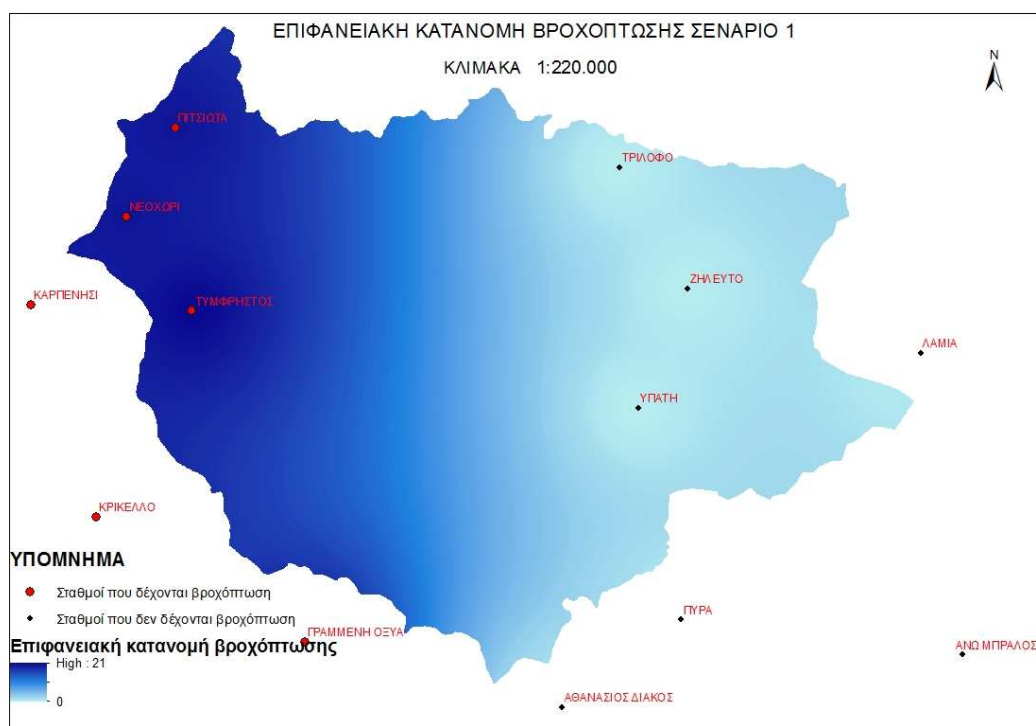 ΕΠΙΦΑΝΕΙΑΚΗ ΚΑΤΑΝΟΜΗ ΒΡΟΧΟΠΤΩΣΗΣ ΣΕΝΑΡΙΟ 1
ΚΛΙΜΑΚΑ 1:220.000
N
ΠΙΤΣΙΩΤΑ
ΤΡΙΛΟΦΟ
ΝΕΟΧΩΡΙ
ΖΗΛΕΥΤΟ
ΚΑΡΠΕΝΗΣΙ
ΤΥΜΦΡΗΣΤΟΣ
ΛΑΜΙΑ
ΥΠΑΤΗ
ΚΡΙΚΕΛΛΟ
ΥΠΟΜΝΗΜΑ
Σταθμοί που δέχονται βροχόπτωση
Σταθμοί που δεν δέχονται βροχόπτωση
ΠΥΡΑ
ΓΡΑΜΜΕΝΗ ΟΞΥΑ
Επιφανειακή κατανομή βροχόπτωσης
ΑΝΩ ΜΠΡΑΛΟΣ
High : 21
0
ΑΘΑΝΑΣΙΟΣ ΔΙΑΚΟΣ